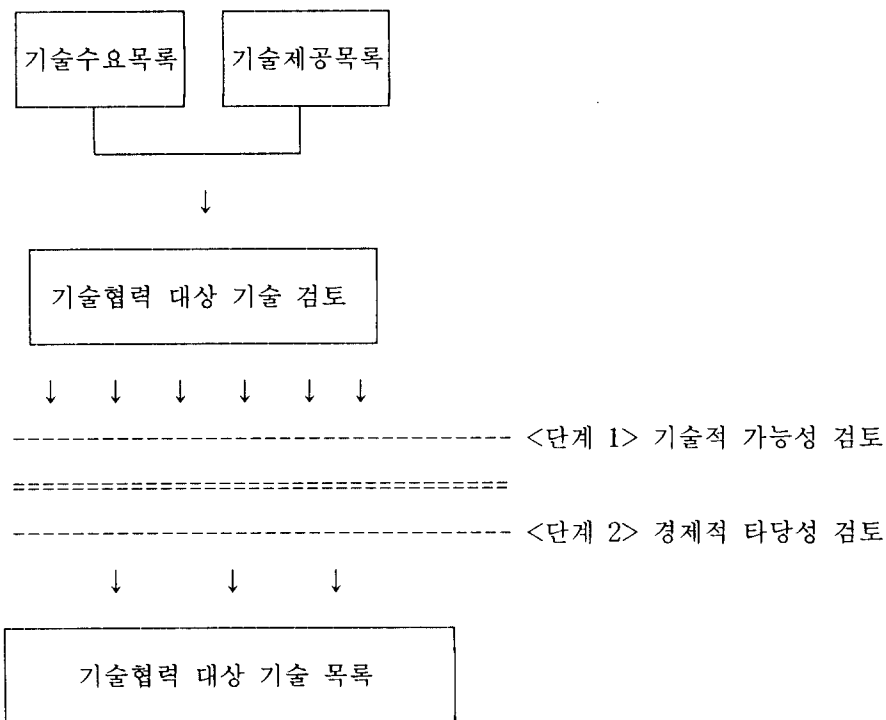 기술수요목록 기술제공목록
↓
기술협력 대상 기술 검토
↓ ↓ ↓ ↓ ↓ ↓
---------------------------------- <단계 1> 기술적 가능성 검토
==================================
---------------------------------- <단계 2> 경제적 타당성 검토
↓ ↓ ↓
기술협력 대상 기술 목록